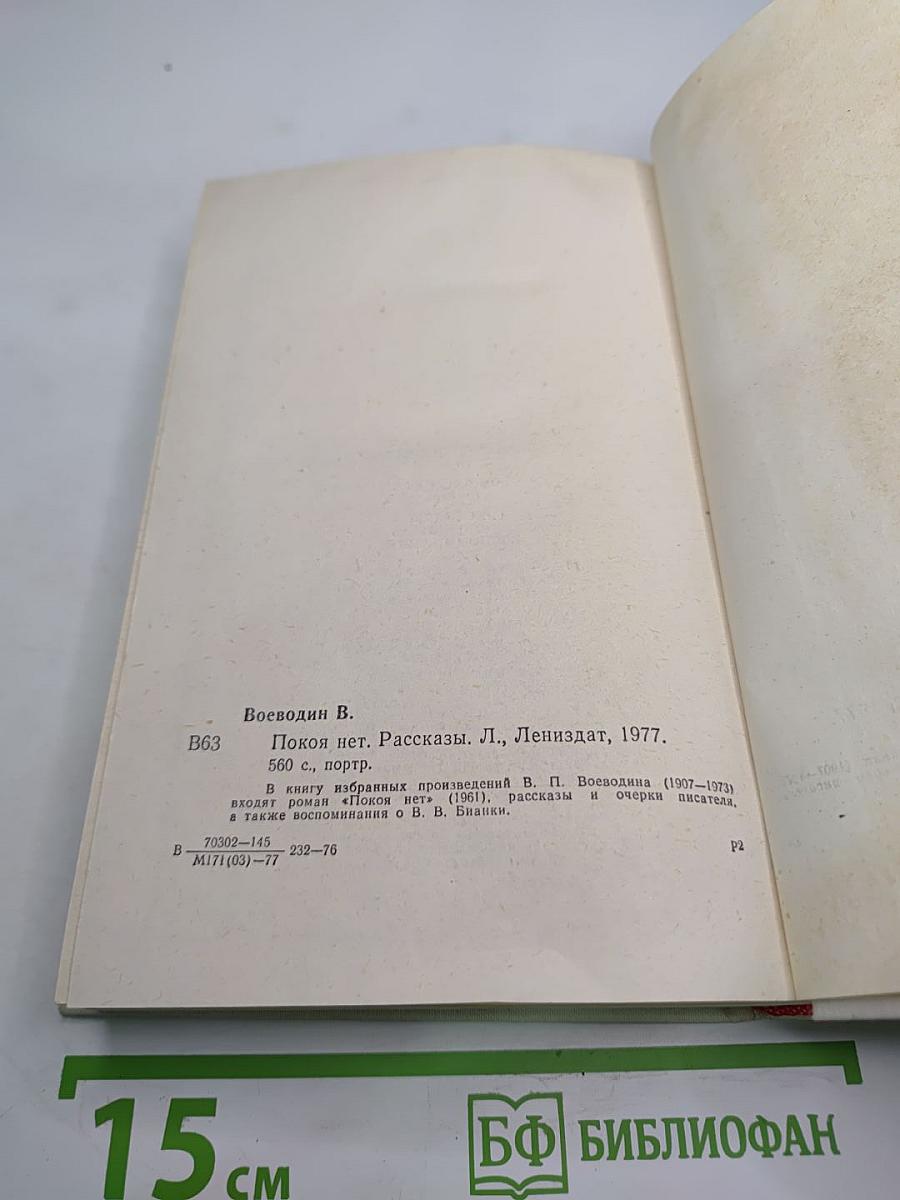 Воеводин В.
В63 Покоя нет. Рассказы. Л., Лениздат, 1977.
560 с., портр.
В книгу избранных произведений В. П. Воеводина (1907—1973)
входят роман «Покоя нет» (1961), рассказы и очерки писателя,
а также воспоминания о В. В. Бианки.
70302—145
В 232—76 Р2
М171(03)—77
15 см БФ БИБЛИОФАН